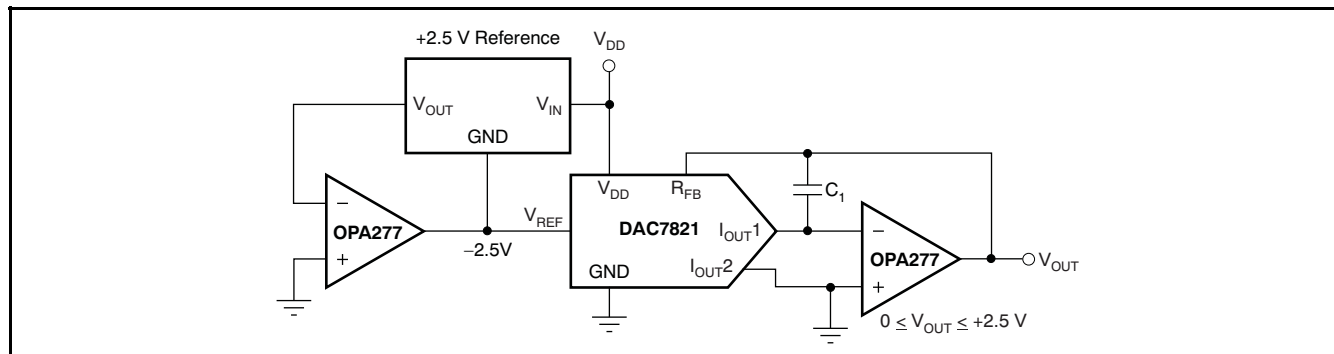 +2.5 V Reference
V_DD
V_OUT
V_IN
GND
−
+
OPA277
−2.5V
V_REF
V_DD
R_FB
DAC7821
I_OUT1
I_OUT2
GND
C_1
−
+
OPA277
V_OUT
0 ≤ V_OUT ≤ +2.5 V